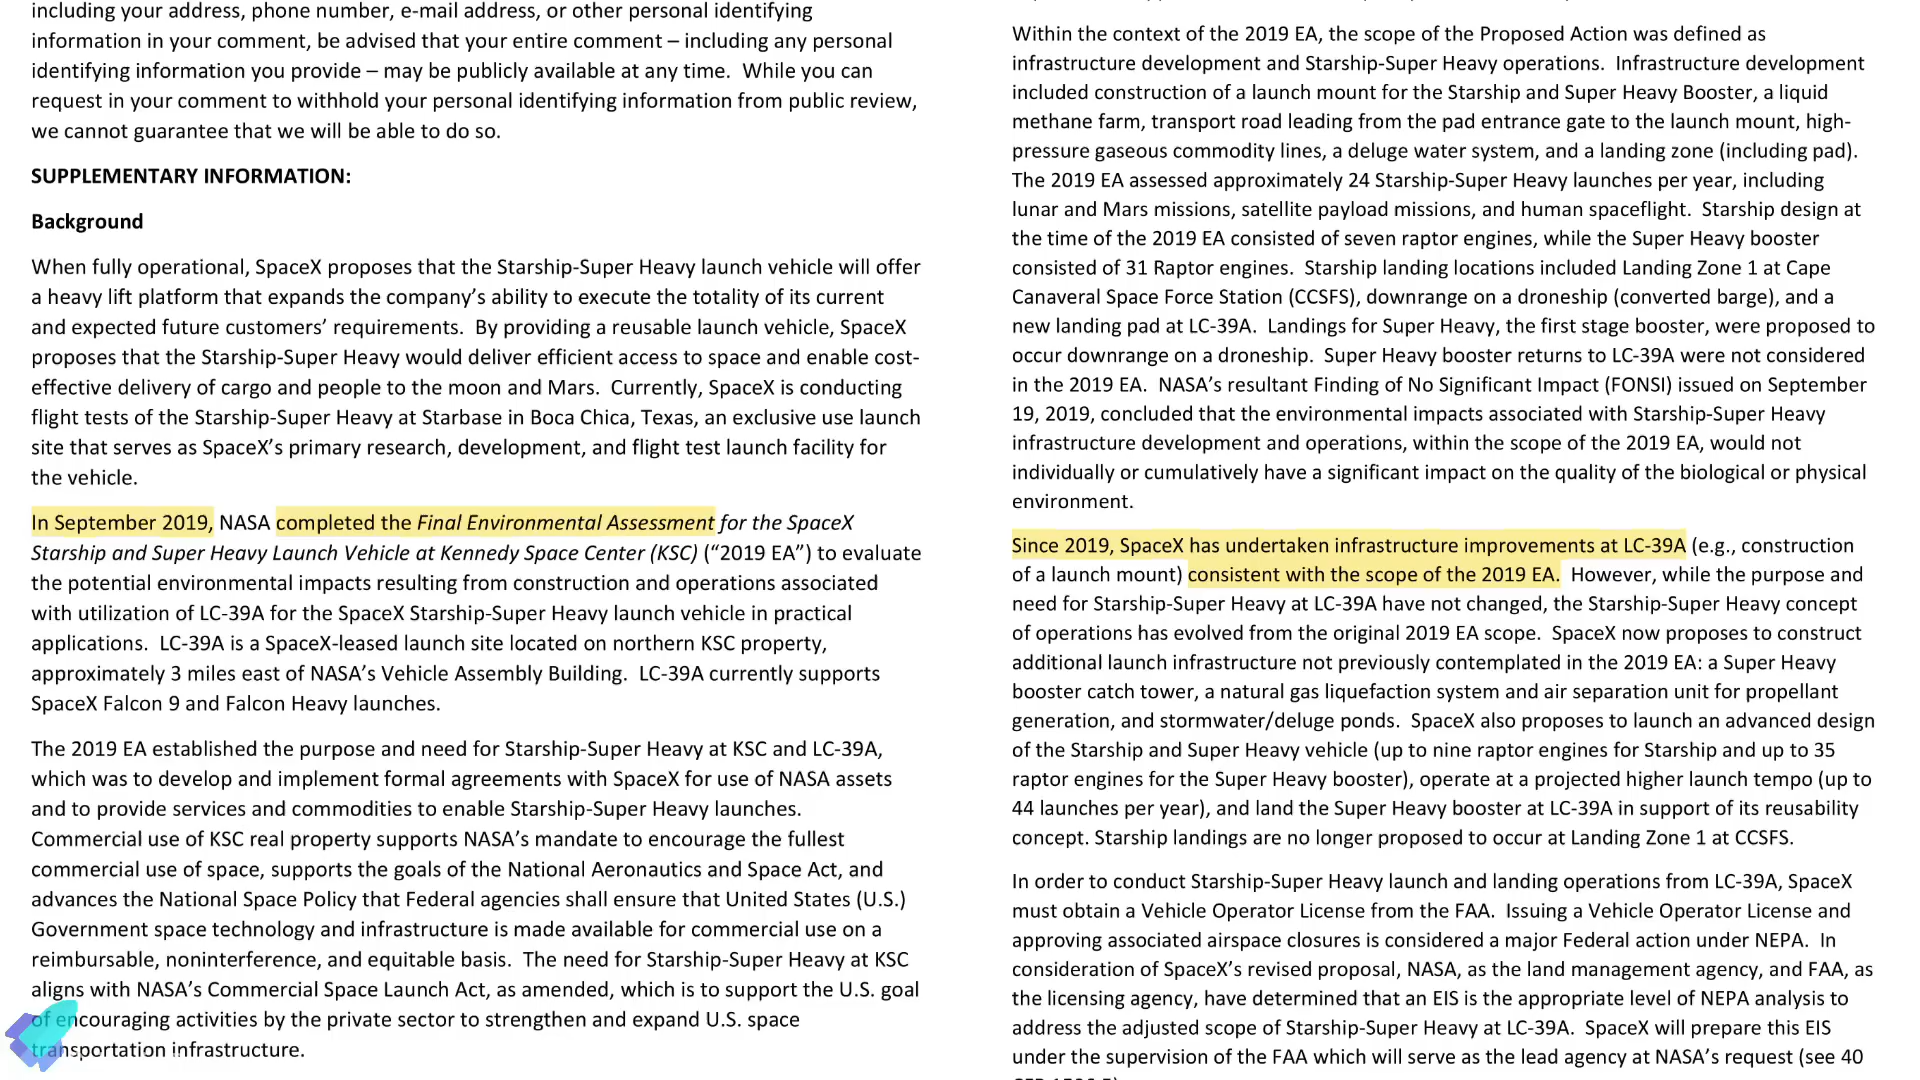 including your address, phone number, e-mail address, or other personal identifying
information in your comment, be advised that your entire comment – including any personal
identifying information you provide – may be publicly available at any time.  While you can
request in your comment to withhold your personal identifying information from public review,
we cannot guarantee that we will be able to do so.
SUPPLEMENTARY INFORMATION:
Background
When fully operational, SpaceX proposes that the Starship-Super Heavy launch vehicle will offer
a heavy lift platform that expands the company’s ability to execute the totality of its current
and expected future customers’ requirements.  By providing a reusable launch vehicle, SpaceX
proposes that the Starship-Super Heavy would deliver efficient access to space and enable cost-
effective delivery of cargo and people to the moon and Mars.  Currently, SpaceX is conducting
flight tests of the Starship-Super Heavy at Starbase in Boca Chica, Texas, an exclusive use launch
site that serves as SpaceX’s primary research, development, and flight test launch facility for
the vehicle.
In September 2019, NASA completed the Final Environmental Assessment for the SpaceX
Starship and Super Heavy Launch Vehicle at Kennedy Space Center (KSC) (“2019 EA”) to evaluate
the potential environmental impacts resulting from construction and operations associated
with utilization of LC-39A for the SpaceX Starship-Super Heavy launch vehicle in practical
applications.  LC-39A is a SpaceX-leased launch site located on northern KSC property,
approximately 3 miles east of NASA’s Vehicle Assembly Building.  LC-39A currently supports
SpaceX Falcon 9 and Falcon Heavy launches.
The 2019 EA established the purpose and need for Starship-Super Heavy at KSC and LC-39A,
which was to develop and implement formal agreements with SpaceX for use of NASA assets
and to provide services and commodities to enable Starship-Super Heavy launches.
Commercial use of KSC real property supports NASA’s mandate to encourage the fullest
commercial use of space, supports the goals of the National Aeronautics and Space Act, and
advances the National Space Policy that Federal agencies shall ensure that United States (U.S.)
Government space technology and infrastructure is made available for commercial use on a
reimbursable, noninterference, and equitable basis.  The need for Starship-Super Heavy at KSC
aligns with NASA’s Commercial Space Launch Act, as amended, which is to support the U.S. goal
of encouraging activities by the private sector to strengthen and expand U.S. space
transportation infrastructure.
Within the context of the 2019 EA, the scope of the Proposed Action was defined as
infrastructure development and Starship-Super Heavy operations.  Infrastructure development
included construction of a launch mount for the Starship and Super Heavy Booster, a liquid
methane farm, transport road leading from the pad entrance gate to the launch mount, high-
pressure gaseous commodity lines, a deluge water system, and a landing zone (including pad).
The 2019 EA assessed approximately 24 Starship-Super Heavy launches per year, including
lunar and Mars missions, satellite payload missions, and human spaceflight.  Starship design at
the time of the 2019 EA consisted of seven raptor engines, while the Super Heavy booster
consisted of 31 Raptor engines.  Starship landing locations included Landing Zone 1 at Cape
Canaveral Space Force Station (CCSFS), downrange on a droneship (converted barge), and a
new landing pad at LC-39A.  Landings for Super Heavy, the first stage booster, were proposed to
occur downrange on a droneship.  Super Heavy booster returns to LC-39A were not considered
in the 2019 EA.  NASA’s resultant Finding of No Significant Impact (FONSI) issued on September
19, 2019, concluded that the environmental impacts associated with Starship-Super Heavy
infrastructure development and operations, within the scope of the 2019 EA, would not
individually or cumulatively have a significant impact on the quality of the biological or physical
environment.
Since 2019, SpaceX has undertaken infrastructure improvements at LC-39A (e.g., construction
of a launch mount) consistent with the scope of the 2019 EA.  However, while the purpose and
need for Starship-Super Heavy at LC-39A have not changed, the Starship-Super Heavy concept
of operations has evolved from the original 2019 EA scope.  SpaceX now proposes to construct
additional launch infrastructure not previously contemplated in the 2019 EA: a Super Heavy
booster catch tower, a natural gas liquefaction system and air separation unit for propellant
generation, and stormwater/deluge ponds.  SpaceX also proposes to launch an advanced design
of the Starship and Super Heavy vehicle (up to nine raptor engines for Starship and up to 35
raptor engines for the Super Heavy booster), operate at a projected higher launch tempo (up to
44 launches per year), and land the Super Heavy booster at LC-39A in support of its reusability
concept. Starship landings are no longer proposed to occur at Landing Zone 1 at CCSFS.
In order to conduct Starship-Super Heavy launch and landing operations from LC-39A, SpaceX
must obtain a Vehicle Operator License from the FAA.  Issuing a Vehicle Operator License and
approving associated airspace closures is considered a major Federal action under NEPA.  In
consideration of SpaceX’s revised proposal, NASA, as the land management agency, and FAA, as
the licensing agency, have determined that an EIS is the appropriate level of NEPA analysis to
address the adjusted scope of Starship-Super Heavy at LC-39A.  SpaceX will prepare this EIS
under the supervision of the FAA which will serve as the lead agency at NASA’s request (see 40